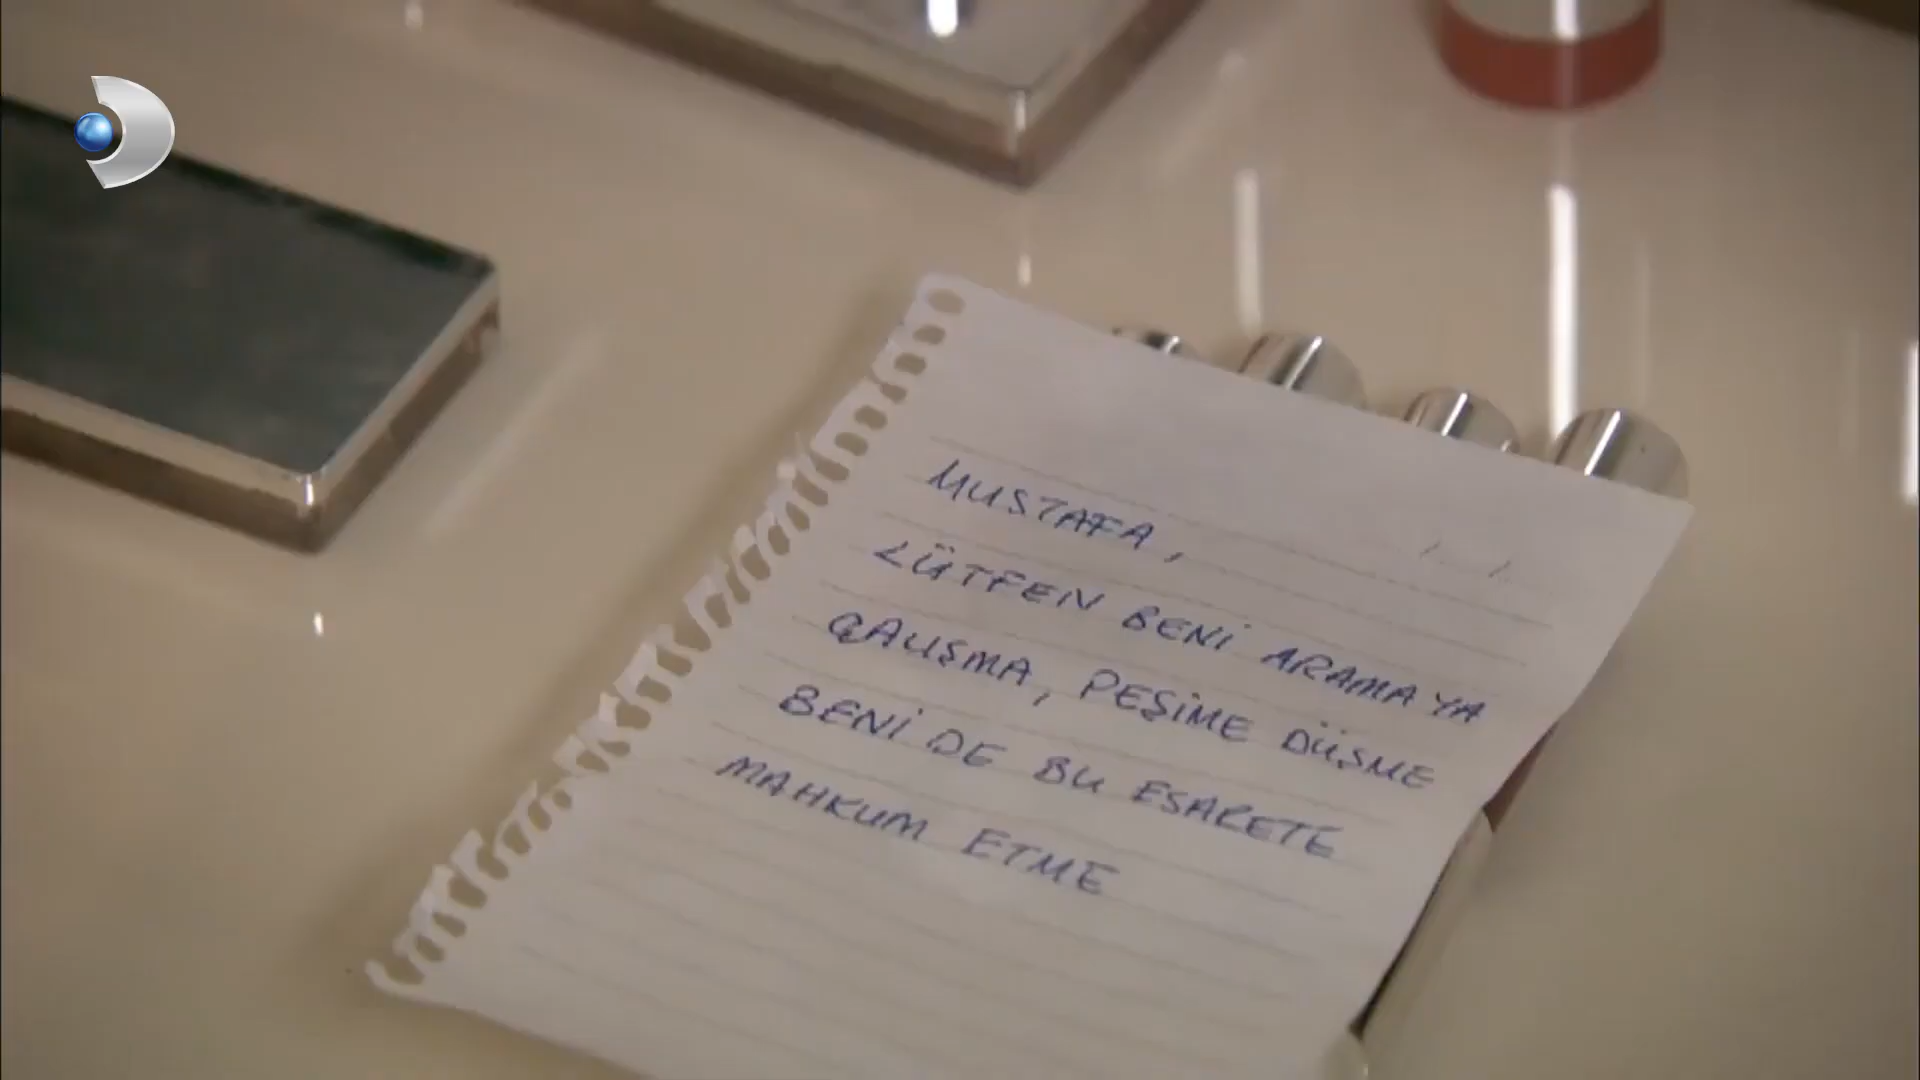 MUSTAFA,
LÜTFEN BENİ ARAMAYA
ÇALIŞMA, PEŞİME DÜŞME
BENİ DE BU ESARETE
MAHKUM ETME